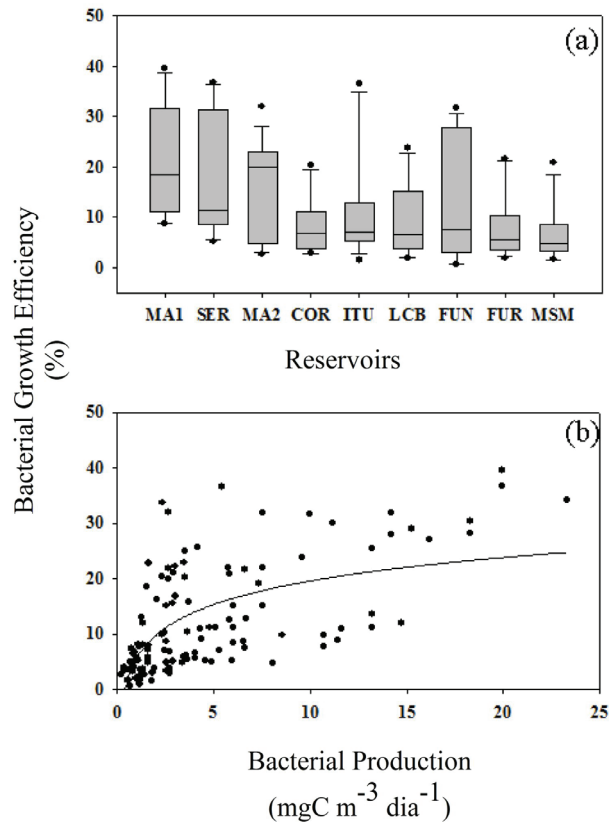 50
(a)
40
30
20
10
0
MA1 SER MA2 COR ITU LCB FUN FUR MSM
Reservoirs
Bacterial Growth Efficiency
(%)
50
(b)
40
30
20
10
0
0 5 10 15 20 25
Bacterial Production
(mgC m⁻³ dia⁻¹)